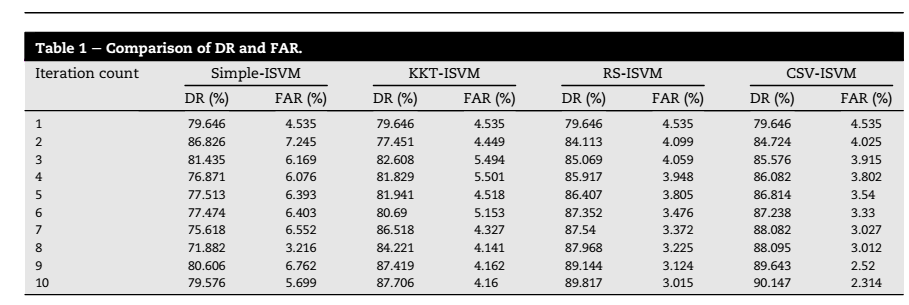 Table 1 – Comparison of DR and FAR.
Iteration count Simple-ISVM KKT-ISVM RS-ISVM CSV-ISVM
DR (%) FAR (%) DR (%) FAR (%) DR (%) FAR (%) DR (%) FAR (%)
1 79.646 4.535 79.646 4.535 79.646 4.535 79.646 4.535
2 86.826 7.245 77.451 4.449 84.113 4.099 84.724 4.025
3 81.435 6.169 82.608 5.494 85.069 4.059 85.576 3.915
4 76.871 6.076 81.829 5.501 85.917 3.948 86.082 3.802
5 77.513 6.393 81.941 4.518 86.407 3.805 86.814 3.54
6 77.474 6.403 80.69 5.153 87.352 3.476 87.238 3.33
7 75.618 6.552 86.518 4.327 87.54 3.372 88.082 3.027
8 71.882 3.216 84.221 4.141 87.968 3.225 88.095 3.012
9 80.606 6.762 87.419 4.162 89.144 3.124 89.643 2.52
10 79.576 5.699 87.706 4.16 89.817 3.015 90.147 2.314